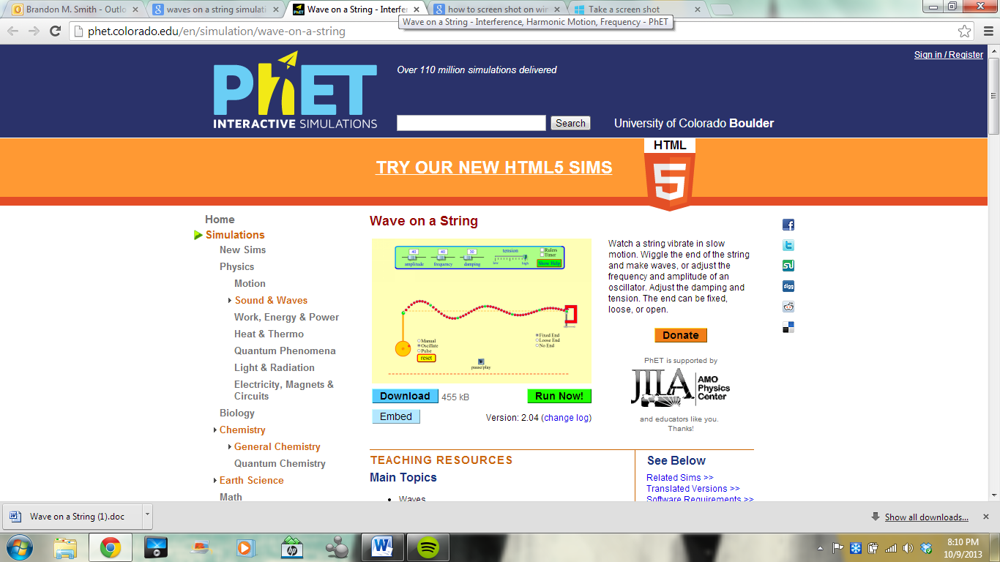 Brandon M. Smith - Outlo
waves on a string simulati
Wave on a String - Interfe
how to screen shot on win
Take a screen shot
phet.colorado.edu/en/simulation/wave-on-a-string
Wave on a String - Interference, Harmonic Motion, Frequency - PhET
Sign in / Register
PhET
INTERACTIVE SIMULATIONS
Over 110 million simulations delivered
Search
University of Colorado Boulder
TRY OUR NEW HTML5 SIMS
HTML
5
Home
Simulations
New Sims
Physics
Motion
Sound & Waves
Work, Energy & Power
Heat & Thermo
Quantum Phenomena
Light & Radiation
Electricity, Magnets &
Circuits
Biology
Chemistry
General Chemistry
Quantum Chemistry
Earth Science
Math
Wave on a String
40 40 30
amplitude frequency damping
tension
low high
Rulers
Timer
Show Help
Manual
Oscillate
Pulse
reset
Fixed End
Loose End
No End
pause/play
Download 455 kB
Run Now!
Embed
Version: 2.04 (change log)
Watch a string vibrate in slow
motion. Wiggle the end of the string
and make waves, or adjust the
frequency and amplitude of an
oscillator. Adjust the damping and
tension. The end can be fixed,
loose, or open.
Donate
PhET is supported by
JILA
AMO
Physics
Center
and educators like you.
Thanks!
digg
TEACHING RESOURCES
Main Topics
Waves
See Below
Related Sims >>
Translated Versions >>
Software Requirements >>
Wave on a String (1).doc
Show all downloads...
8:10 PM
10/9/2013